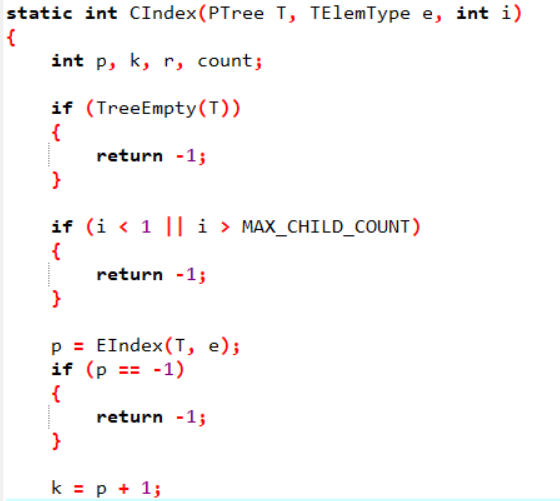 static int CIndex(PTree T, TElemType e, int i)
{
int p, k, r, count;
if (TreeEmpty(T))
{
return -1;
}
if (i < 1 || i > MAX_CHILD_COUNT)
{
return -1;
}
p = EIndex(T, e);
if (p == -1)
{
return -1;
}
k = p + 1;